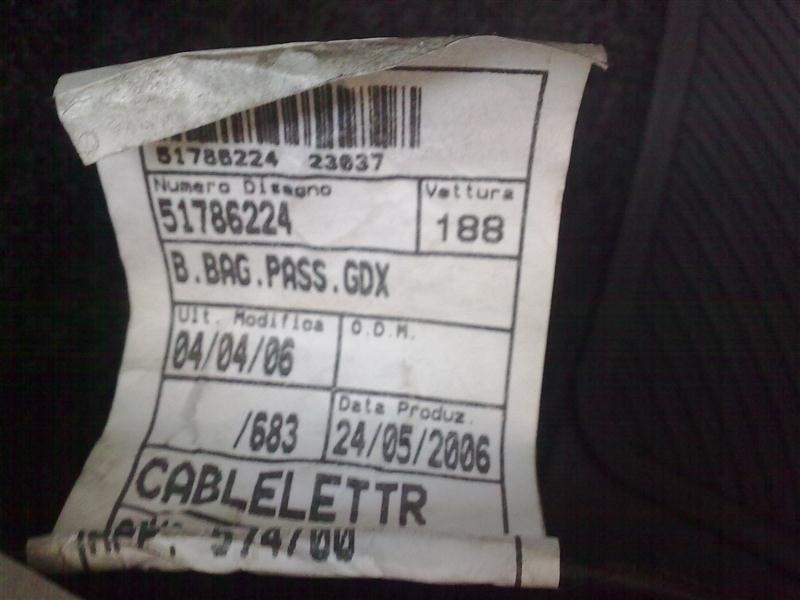 51786224 23037
Numero Disegno
Vettura
51786224
188
B.BAG.PASS.GDX
Ult. Modifica
O.D.M.
04/04/06
/683
Data Produz.
24/05/2006
CABLELETTR
574700